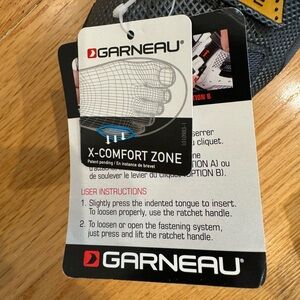 GARNEAU
X-COMFORT ZONE
Patent pending / En instance de brevet
ION B
serrer
cliquet.
ION A) ou
de soulever le levier du cliquet (OPTION B).
USER INSTRUCTIONS
1. Slightly press the indented tongue to insert.
To loosen properly, use the ratchet handle.
2. To loosen or open the fastening system,
just press and lift the ratchet handle.
GARNEAU